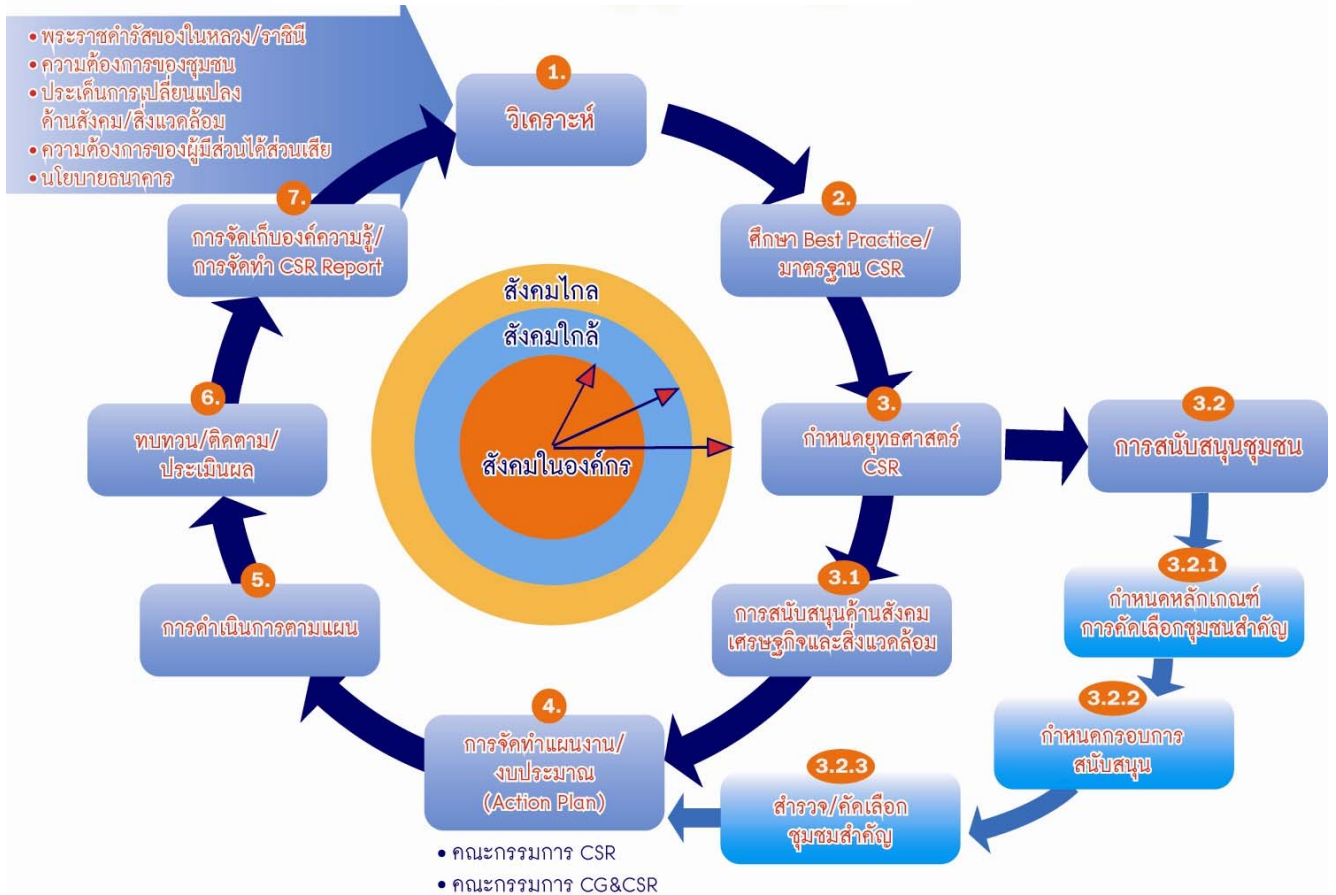 • พระราชดำรัสของในหลวง/ราชินี
• ความต้องการของชุมชน
• ประเด็นการเปลี่ยนแปลง
ด้านสังคม/สิ่งแวดล้อม
• ความต้องการของผู้มีส่วนได้ส่วนเสีย
• นโยบายธนาคาร
1.
วิเคราะห์
2.
ศึกษา Best Practice/
มาตรฐาน CSR
3.
กำหนดยุทธศาสตร์
CSR
3.1
การสนับสนุนด้านสังคม
เศรษฐกิจและสิ่งแวดล้อม
3.2
การสนับสนุนชุมชน
3.2.1
กำหนดหลักเกณฑ์
การคัดเลือกชุมชนสำคัญ
3.2.2
กำหนดกรอบการ
สนับสนุน
3.2.3
สำรวจ/คัดเลือก
ชุมชมสำคัญ
4.
การจัดทำแผนงาน/
งบประมาณ
(Action Plan)
• คณะกรรมการ CSR
• คณะกรรมการ CG&CSR
5.
การดำเนินการตามแผน
6.
ทบทวน/ติดตาม/
ประเมินผล
7.
การจัดเก็บองค์ความรู้/
การจัดทำ CSR Report
สังคมไกล
สังคมใกล้
สังคมในองค์กร